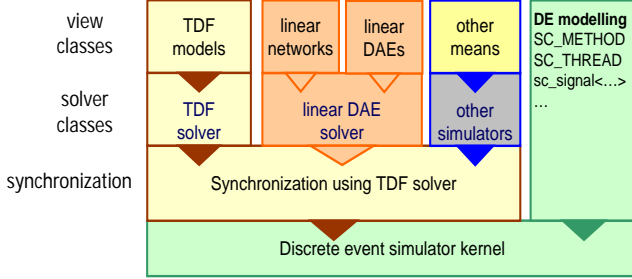 view
classes
TDF
models
linear
networks
linear
DAEs
other
means
DE modelling
SC_METHOD
SC_THREAD
sc_signal<...>
...
solver
classes
TDF
solver
linear DAE
solver
other
simulators
synchronization
Synchronization using TDF solver
Discrete event simulator kernel